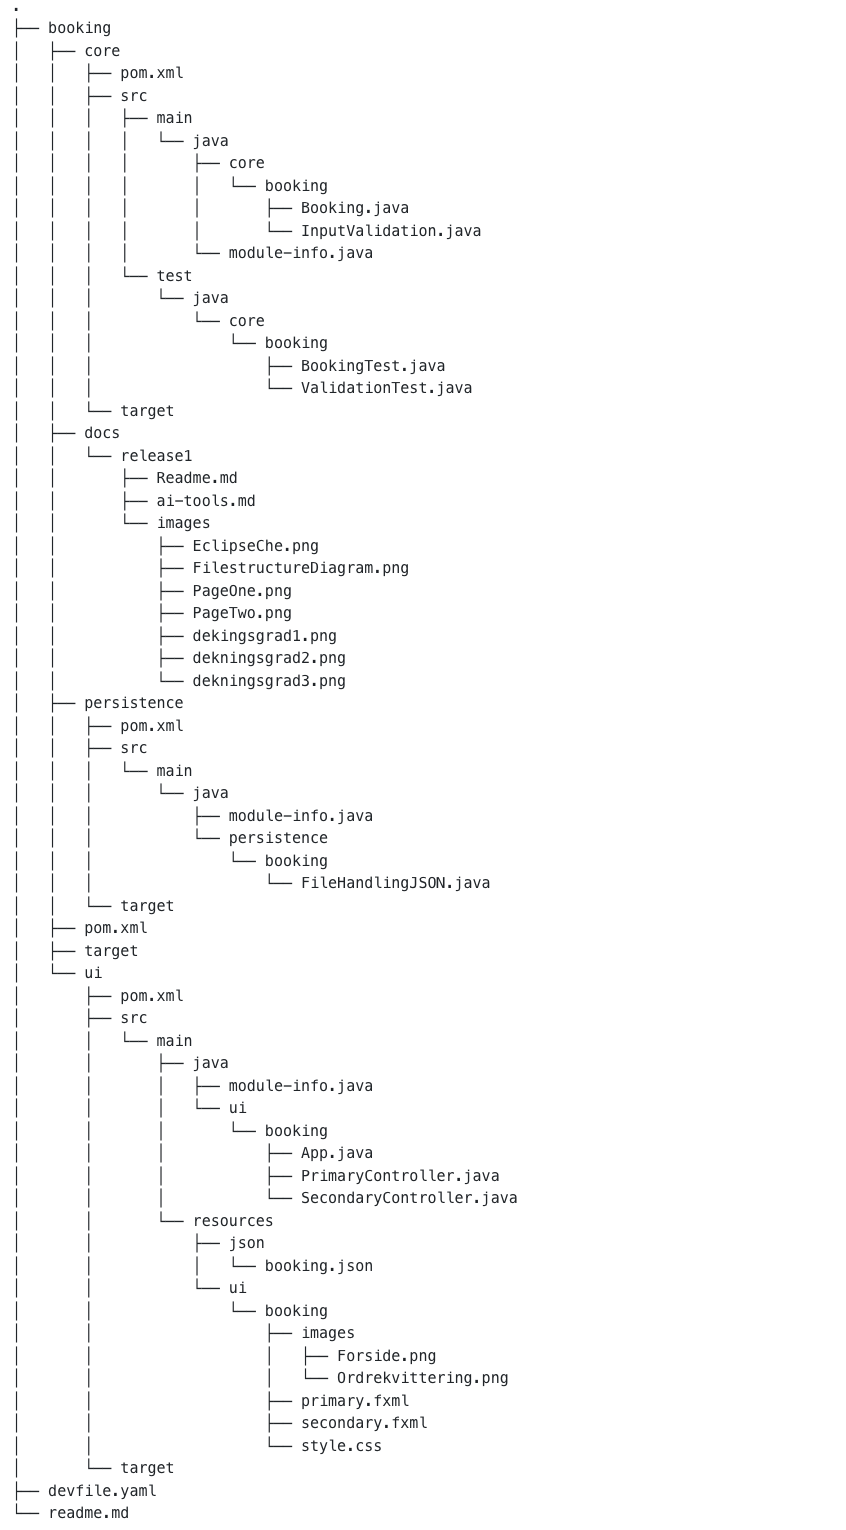 .
├── booking
│   ├── core
│   │   ├── pom.xml
│   │   ├── src
│   │   │   ├── main
│   │   │   │   └── java
│   │   │   │       ├── core
│   │   │   │       │   └── booking
│   │   │   │       │       ├── Booking.java
│   │   │   │       │       └── InputValidation.java
│   │   │   │       └── module-info.java
│   │   │   └── test
│   │   │       └── java
│   │   │           └── core
│   │   │               └── booking
│   │   │                   ├── BookingTest.java
│   │   │                   └── ValidationTest.java
│   │   └── target
│   ├── docs
│   │   └── release1
│   │       ├── Readme.md
│   │       ├── ai-tools.md
│   │       └── images
│   │           ├── EclipseChe.png
│   │           ├── FilestructureDiagram.png
│   │           ├── PageOne.png
│   │           ├── PageTwo.png
│   │           ├── dekingsgrad1.png
│   │           ├── dekningsgrad2.png
│   │           └── dekningsgrad3.png
│   ├── persistence
│   │   ├── pom.xml
│   │   ├── src
│   │   │   └── main
│   │   │       └── java
│   │   │           ├── module-info.java
│   │   │           └── persistence
│   │   │               └── booking
│   │   │                   └── FileHandlingJSON.java
│   │   └── target
│   ├── pom.xml
│   ├── target
│   └── ui
│       ├── pom.xml
│       ├── src
│       │   └── main
│       │       ├── java
│       │       │   ├── module-info.java
│       │       │   └── ui
│       │       │       └── booking
│       │       │           ├── App.java
│       │       │           ├── PrimaryController.java
│       │       │           └── SecondaryController.java
│       │       └── resources
│       │           ├── json
│       │           │   └── booking.json
│       │           └── ui
│       │               └── booking
│       │                   ├── images
│       │                   │   ├── Forside.png
│       │                   │   └── Ordrekvittering.png
│       │                   ├── primary.fxml
│       │                   ├── secondary.fxml
│       │                   └── style.css
│       └── target
├── devfile.yaml
└── readme.md